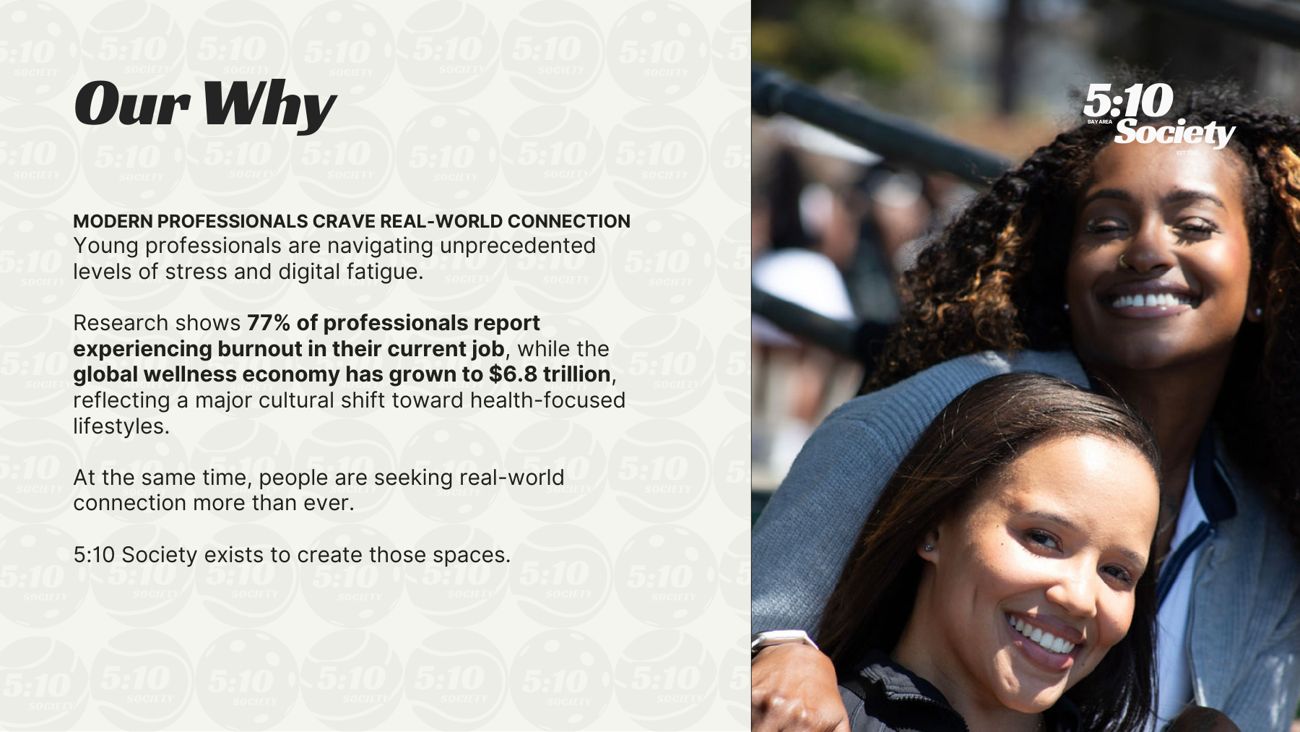 Our Why
MODERN PROFESSIONALS CRAVE REAL-WORLD CONNECTION
Young professionals are navigating unprecedented
levels of stress and digital fatigue.
Research shows 77% of professionals report
experiencing burnout in their current job, while the
global wellness economy has grown to $6.8 trillion,
reflecting a major cultural shift toward health-focused
lifestyles.
At the same time, people are seeking real-world
connection more than ever.
5:10 Society exists to create those spaces.
5:10
BAY AREA
Society